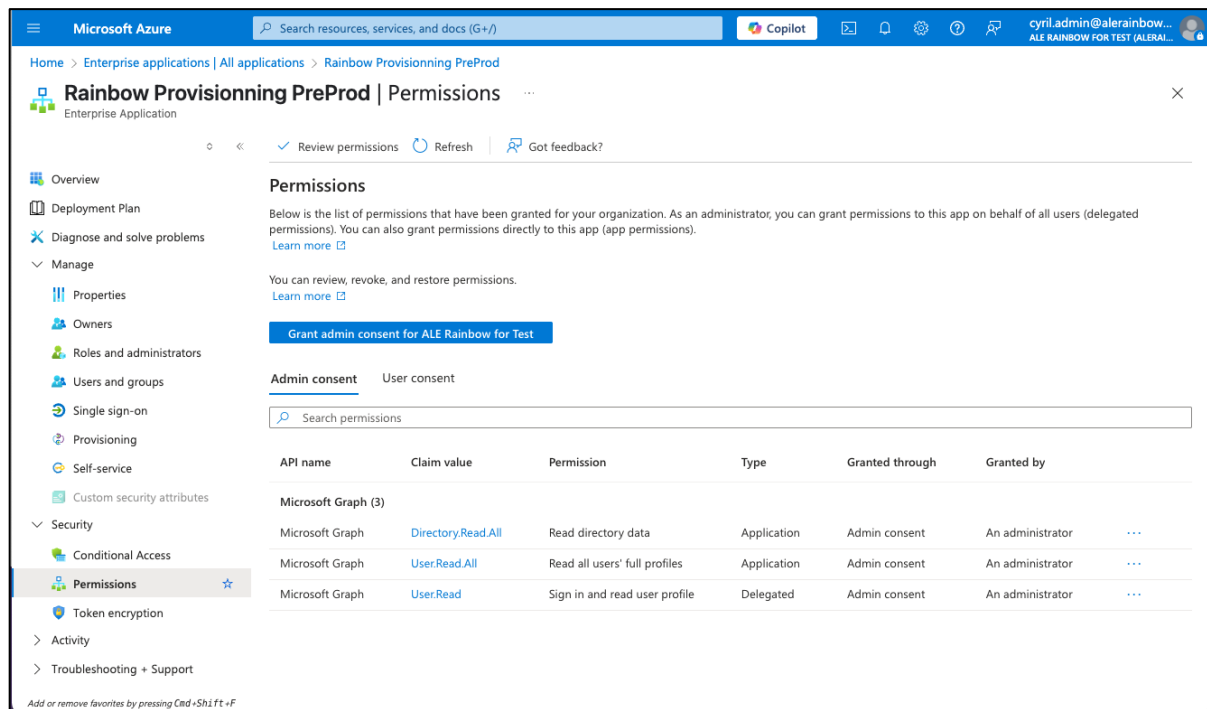 Microsoft Azure
Search resources, services, and docs (G+/)
Copilot
cyril.admin@alerainbow...
ALE RAINBOW FOR TEST (ALERAI...
Home > Enterprise applications | All applications > Rainbow Provisionning PreProd
Rainbow Provisionning PreProd | Permissions ...
Enterprise Application
Review permissions
Refresh
Got feedback?
Overview
Deployment Plan
Diagnose and solve problems
Manage
Properties
Owners
Roles and administrators
Users and groups
Single sign-on
Provisioning
Self-service
Custom security attributes
Security
Conditional Access
Permissions
Token encryption
Activity
Troubleshooting + Support
Add or remove favorites by pressing Cmd+Shift+F
Permissions
Below is the list of permissions that have been granted for your organization. As an administrator, you can grant permissions to this app on behalf of all users (delegated
permissions). You can also grant permissions directly to this app (app permissions).
Learn more
You can review, revoke, and restore permissions.
Learn more
Grant admin consent for ALE Rainbow for Test
Admin consent User consent
Search permissions
API name Claim value Permission Type Granted through Granted by
Microsoft Graph (3)
Microsoft Graph Directory.Read.All Read directory data Application Admin consent An administrator ...
Microsoft Graph User.Read.All Read all users' full profiles Application Admin consent An administrator ...
Microsoft Graph User.Read Sign in and read user profile Delegated Admin consent An administrator ...